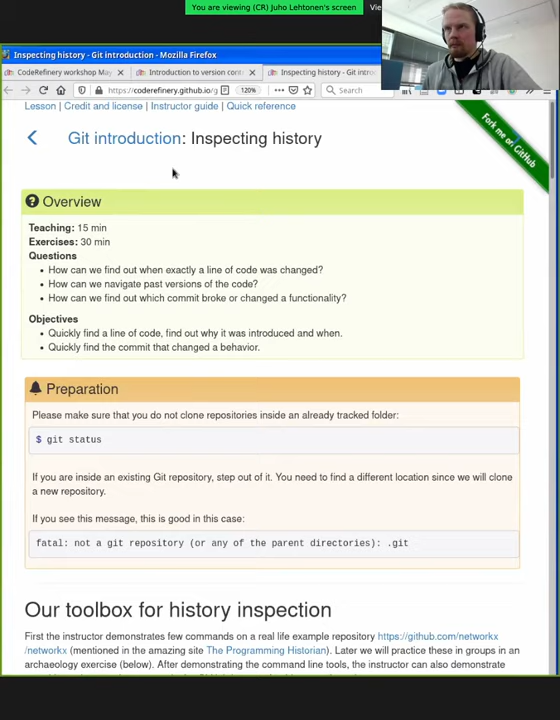 You are viewing (CR) Juho Lehtonen's screen
Vie
Inspecting history - Git introduction - Mozilla Firefox
CodeRefinery workshop May
Introduction to version cont
Inspecting history - Git intro
https://coderefinery.github.io/g
120%
Search
Lesson | Credit and license | Instructor guide | Quick reference
Fork me on GitHub
Git introduction: Inspecting history
Overview
Teaching: 15 min
Exercises: 30 min
Questions
How can we find out when exactly a line of code was changed?
How can we navigate past versions of the code?
How can we find out which commit broke or changed a functionality?
Objectives
Quickly find a line of code, find out why it was introduced and when.
Quickly find the commit that changed a behavior.
Preparation
Please make sure that you do not clone repositories inside an already tracked folder:
$ git status
If you are inside an existing Git repository, step out of it. You need to find a different location since we will clone
a new repository.
If you see this message, this is good in this case:
fatal: not a git repository (or any of the parent directories): .git
Our toolbox for history inspection
First the instructor demonstrates few commands on a real life example repository https://github.com/networkx
/networkx (mentioned in the amazing site The Programming Historian). Later we will practice these in groups in an
archaeology exercise (below). After demonstrating the command line tools, the instructor can also demonstrate